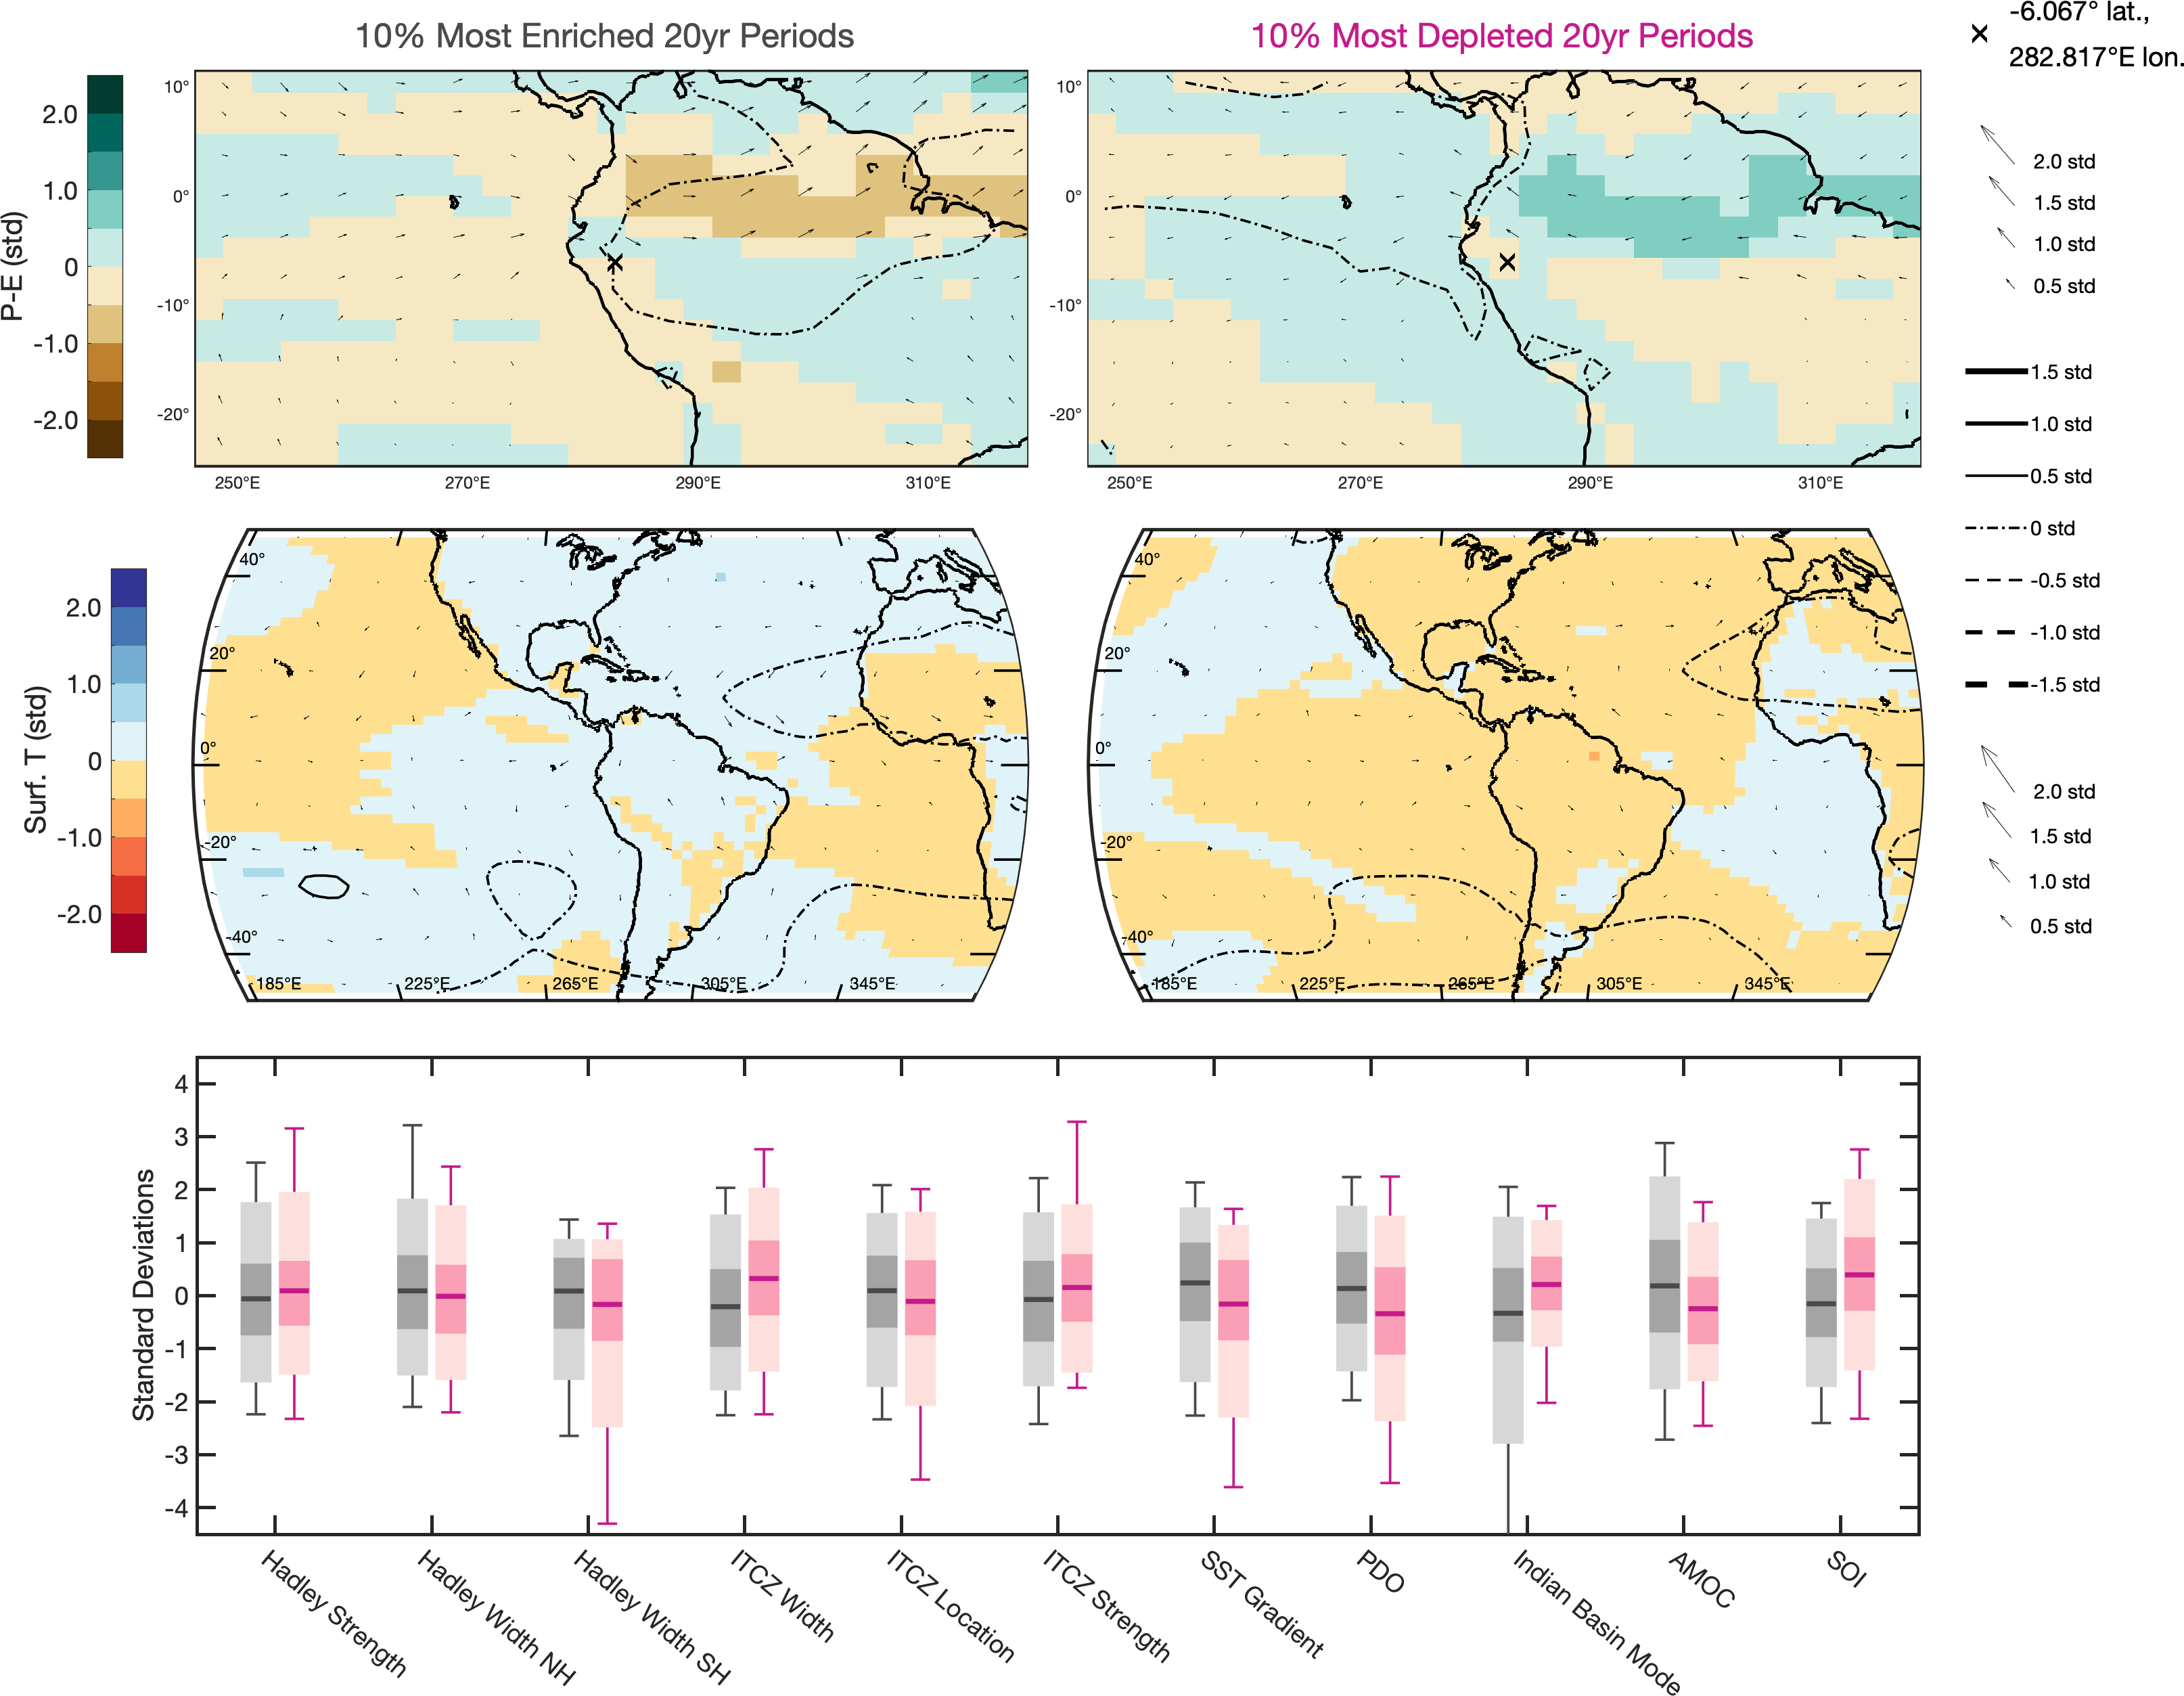 10% Most Enriched 20yr Periods
10% Most Depleted 20yr Periods
-6.067° lat.,
282.817°E lon.
P-E (std)
2.0
1.0
0
-1.0
-2.0
10°
0°
-10°
-20°
250°E
270°E
290°E
310°E
10°
0°
-10°
-20°
250°E
270°E
290°E
310°E
2.0 std
1.5 std
1.0 std
0.5 std
1.5 std
1.0 std
0.5 std
0 std
-0.5 std
-1.0 std
-1.5 std
Surf. T (std)
2.0
1.0
0
-1.0
-2.0
40°
20°
0°
-20°
-40°
185°E
225°E
265°E
305°E
345°E
40°
20°
0°
-20°
-40°
185°E
225°E
265°E
305°E
345°E
2.0 std
1.5 std
1.0 std
0.5 std
Standard Deviations
4
3
2
1
0
-1
-2
-3
-4
Hadley Strength
Hadley Width NH
Hadley Width SH
ITCZ Width
ITCZ Location
ITCZ Strength
SST Gradient
PDO
Indian Basin Mode
AMOC
SOI